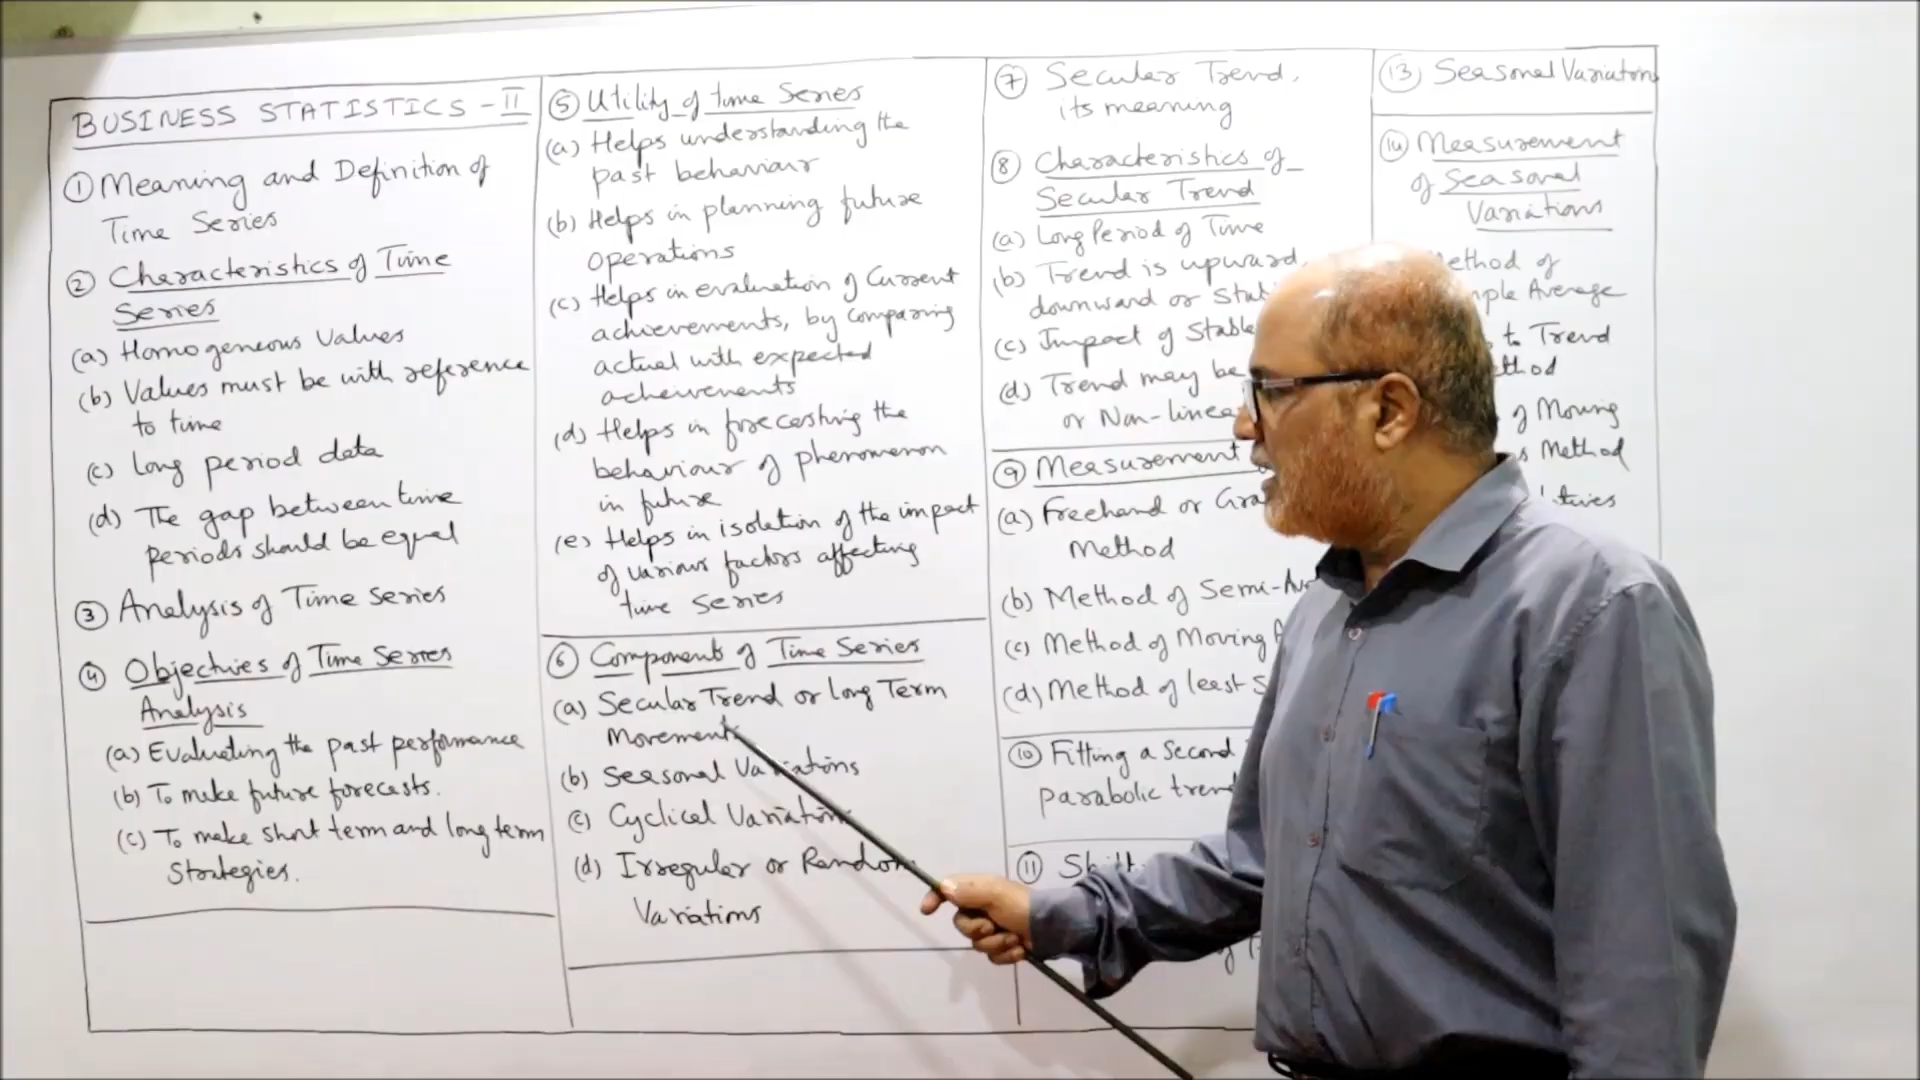 BUSINESS STATISTICS - II
① Meaning and Definition of
Time Series
② Characteristics of Time
Series
(a) Homogeneous Values
(b) Values must be with reference
to time
(c) Long period data
(d) The gap between time
periods should be equal
③ Analysis of Time Series
④ Objectives of Time Series
Analysis
(a) Evaluating the past performance
(b) To make future forecasts.
(c) To make short term and long term
Strategies.
⑤ Utility of time Series
(a) Helps understanding the
past behaviour
(b) Helps in planning future
operations
(c) Helps in evaluation of Current
achievements, by comparing
actual with expected
acheivements
(d) Helps in forecasting the
behaviour of phenomenon
in future
(e) Helps in isolation of the impact
of various factors affecting
time series
⑥ Components of Time Series
(a) Secular Trend or Long Term
Movements
(b) Seasonal Variations
(c) Cyclical Variations
(d) Irregular or Random
Variations
⑦ Secular Trend,
its meaning
⑧ Characteristics of
Secular Trend
(a) Long Period of Time
(b) Trend is upward,
downward or
(c) Impact of Stable
(d) Trend may be
or Non-linear
⑨ Measurement
(a) Freehand or
Method
(b) Method of Semi-
(c) Method of Moving
(d) Method of least
⑩ Fitting a Second
parabolic trend
⑪
⑬ Seasonal Variations
⑭ Measurement
of Seasonal
Variations
Method of
Average
to Trend
of Moving
Method